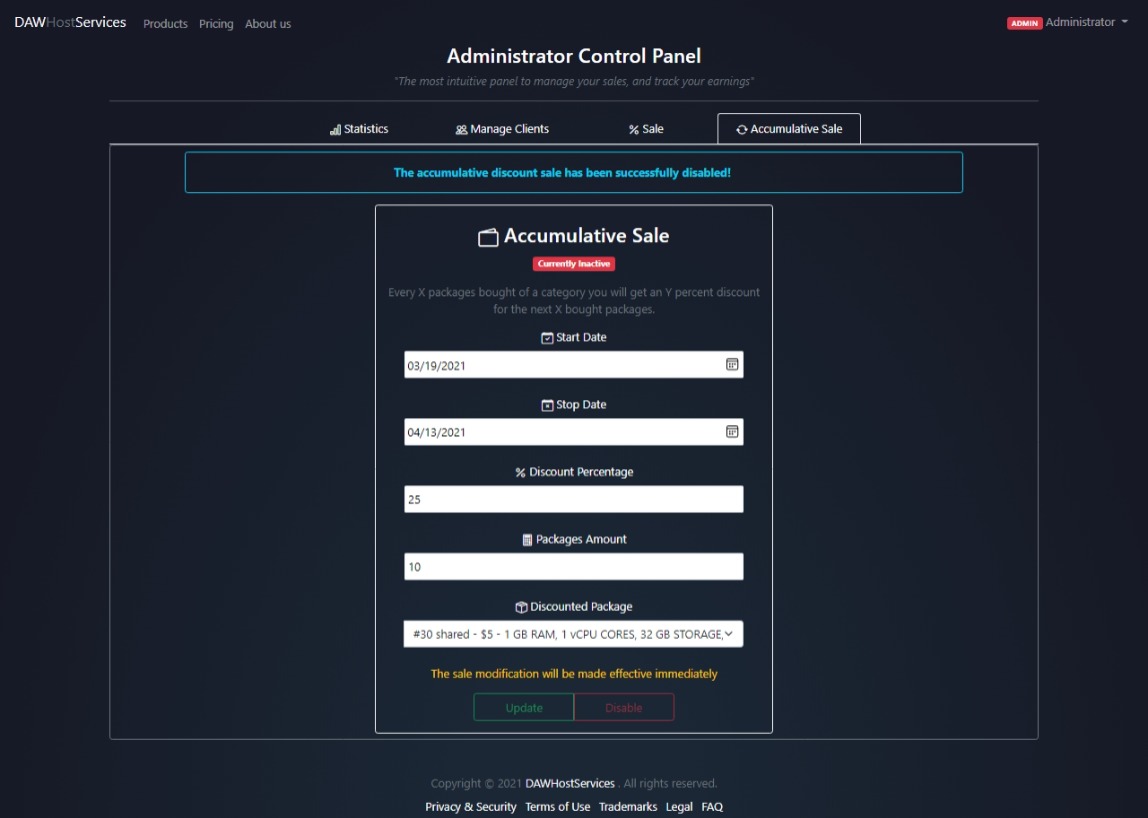 DAWHostServices Products Pricing About us ADMIN Administrator
Administrator Control Panel
"The most intuitive panel to manage your sales, and track your earnings"
Statistics Manage Clients % Sale Accumulative Sale
The accumulative discount sale has been successfully disabled!
Accumulative Sale
Currently Inactive
Every X packages bought of a category you will get an Y percent discount
for the next X bought packages.
Start Date
03/19/2021
Stop Date
04/13/2021
% Discount Percentage
25
Packages Amount
10
Discounted Package
#30 shared - $5 - 1 GB RAM, 1 vCPU CORES, 32 GB STORAGE,
The sale modification will be made effective immediately
Update Disable
Copyright © 2021 DAWHostServices . All rights reserved.
Privacy & Security Terms of Use Trademarks Legal FAQ